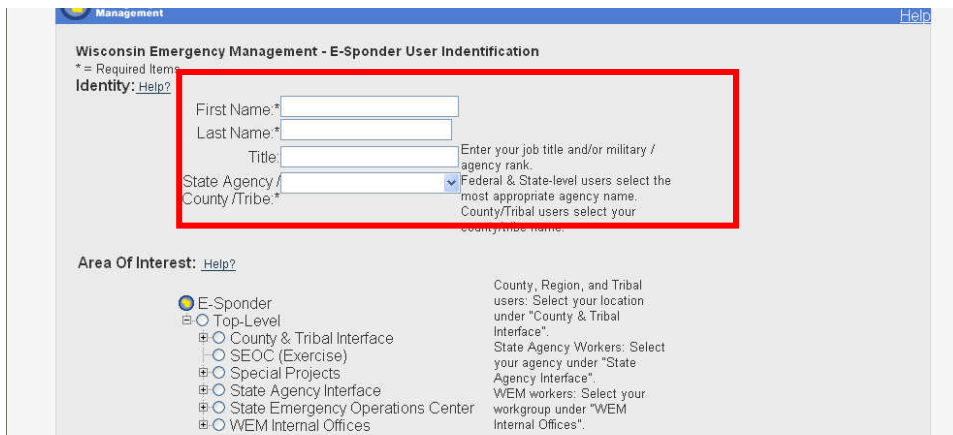 Management
Help
Wisconsin Emergency Management - E-Sponder User Indentification
* = Required Items
Identity: Help?
First Name:*
Last Name:*
Title:
Enter your job title and/or military /
agency rank.
State Agency /
County /Tribe:*
Federal & State-level users select the
most appropriate agency name.
County/Tribal users select your
county/tribe name.
Area Of Interest: Help?
E-Sponder
Top-Level
County & Tribal Interface
SEOC (Exercise)
Special Projects
State Agency Interface
State Emergency Operations Center
WEM Internal Offices
County, Region, and Tribal
users: Select your location
under "County & Tribal
Interface".
State Agency Workers: Select
your agency under "State
Agency Interface".
WEM workers: Select your
workgroup under "WEM
Internal Offices".